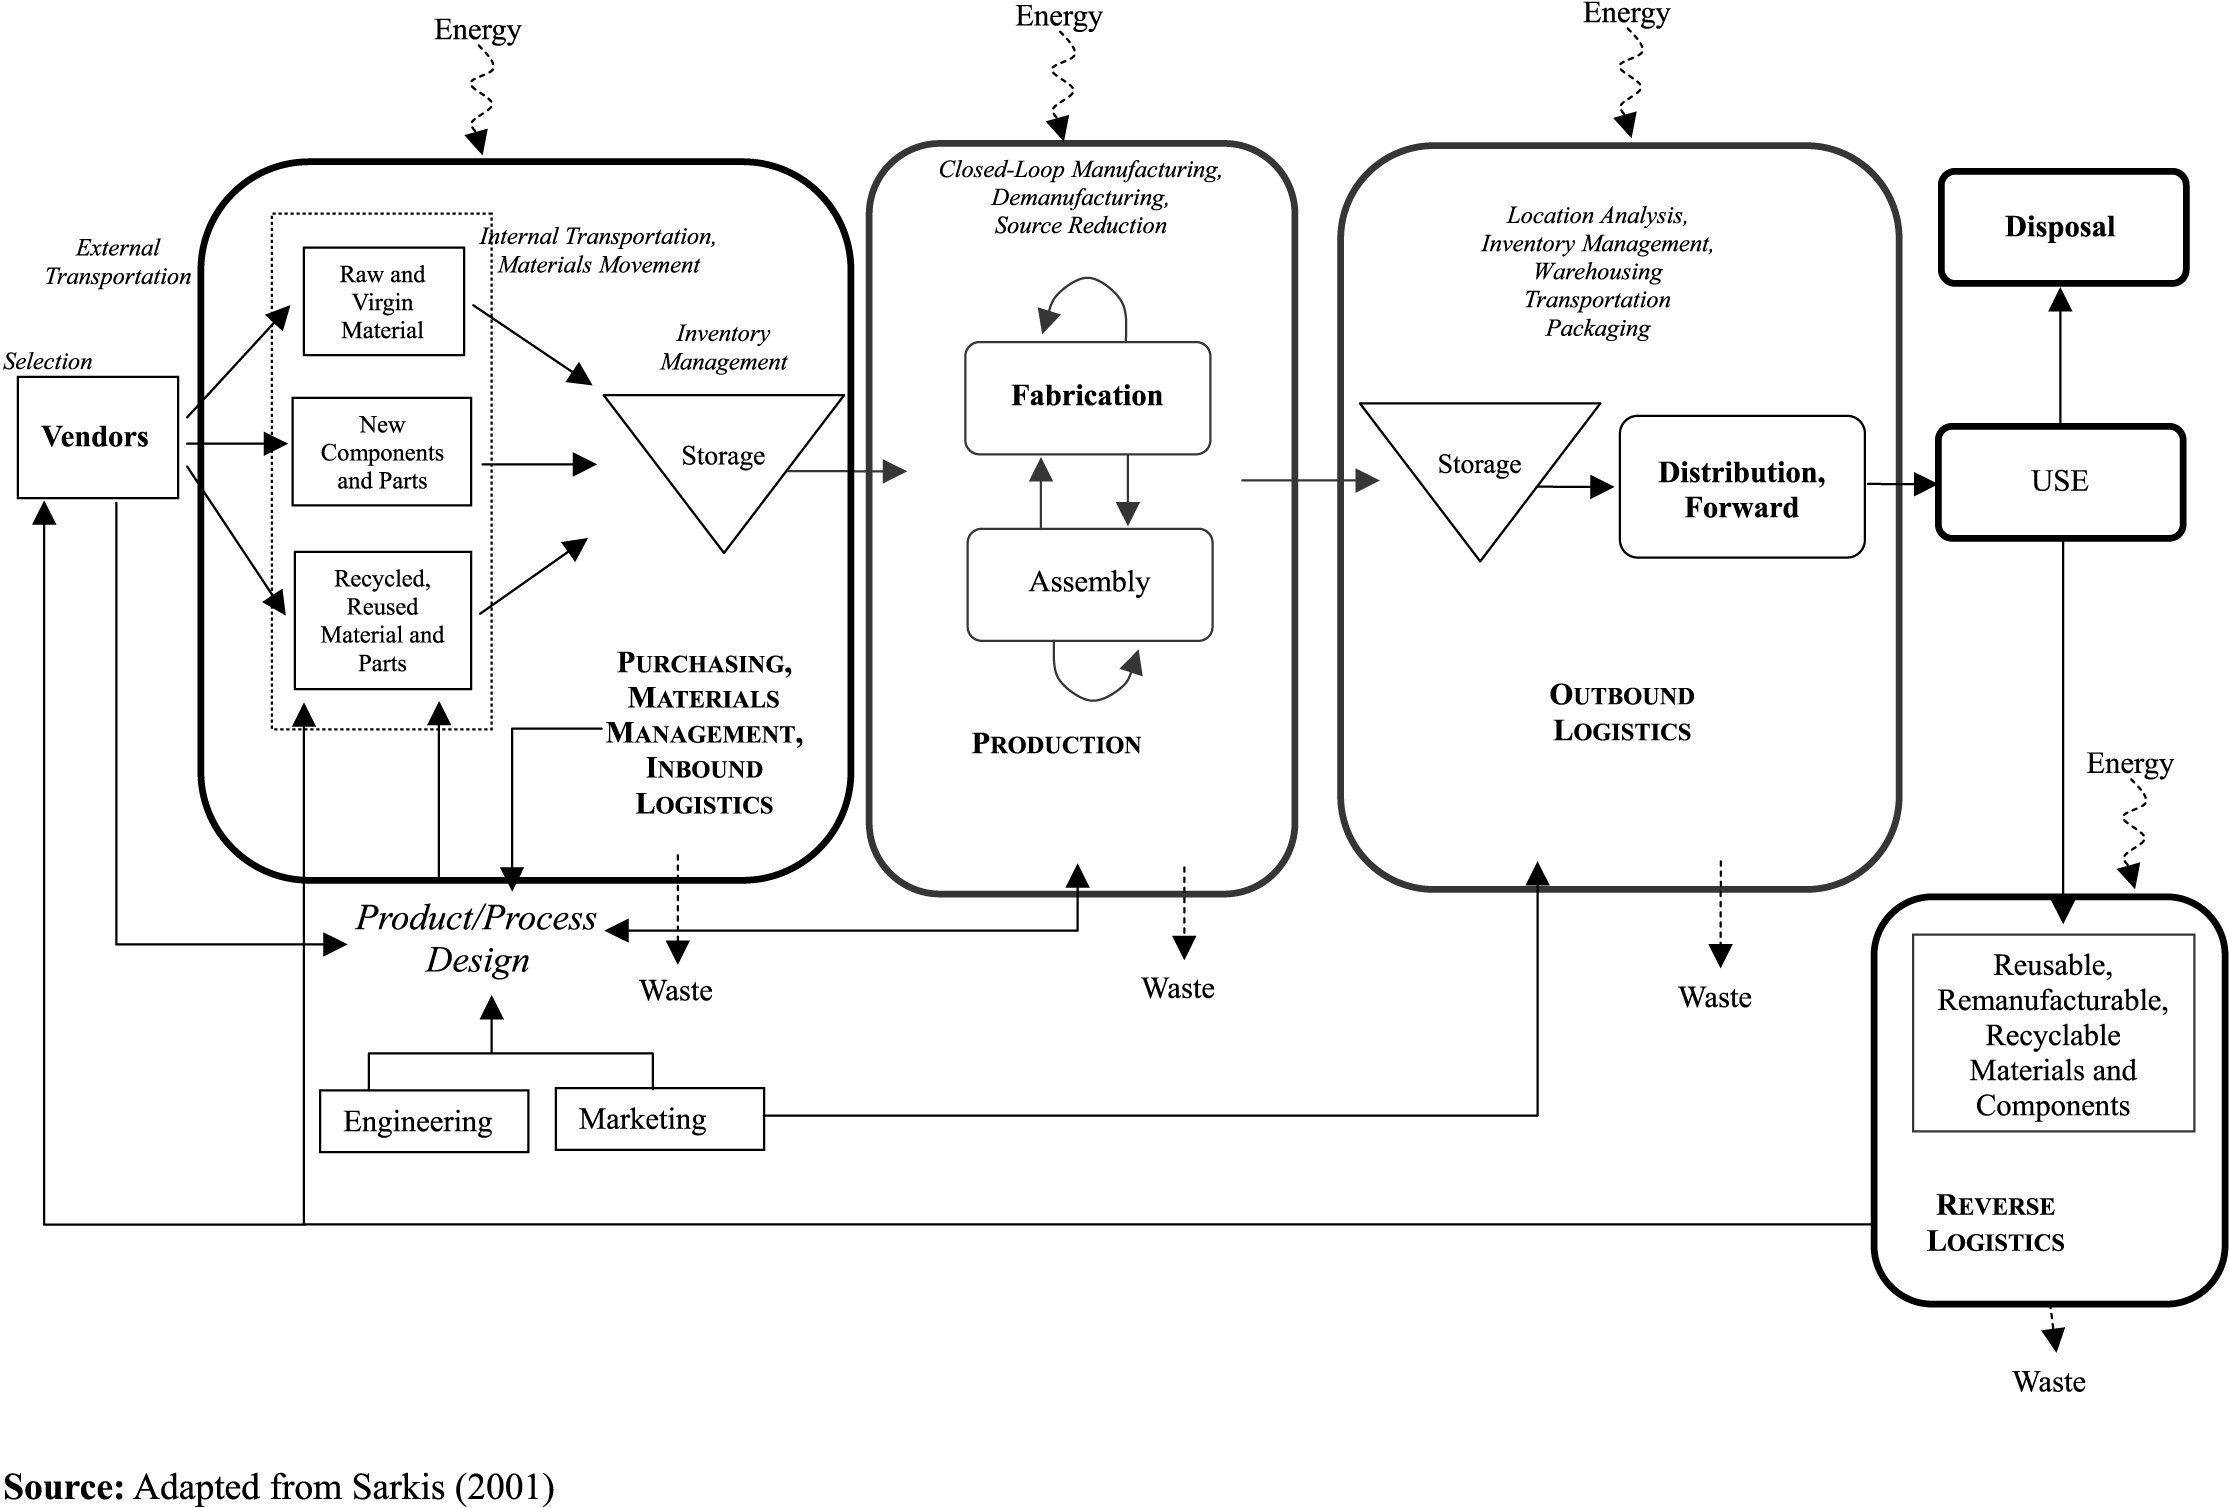 Energy
Energy
Energy
External
Transportation
Selection
Vendors
Raw and
Virgin
Material
New
Components
and Parts
Recycled,
Reused
Material and
Parts
Internal Transportation,
Materials Movement
Inventory
Management
Storage
PURCHASING,
MATERIALS
MANAGEMENT,
INBOUND
LOGISTICS
Closed-Loop Manufacturing,
Demanufacturing,
Source Reduction
Fabrication
Assembly
PRODUCTION
Location Analysis,
Inventory Management,
Warehousing
Transportation
Packaging
Storage
Distribution,
Forward
OUTBOUND
LOGISTICS
Disposal
USE
Energy
Product/Process
Design
Waste
Waste
Waste
Engineering
Marketing
Reusable,
Remanufacturable,
Recyclable
Materials and
Components
REVERSE
LOGISTICS
Waste
Source: Adapted from Sarkis (2001)